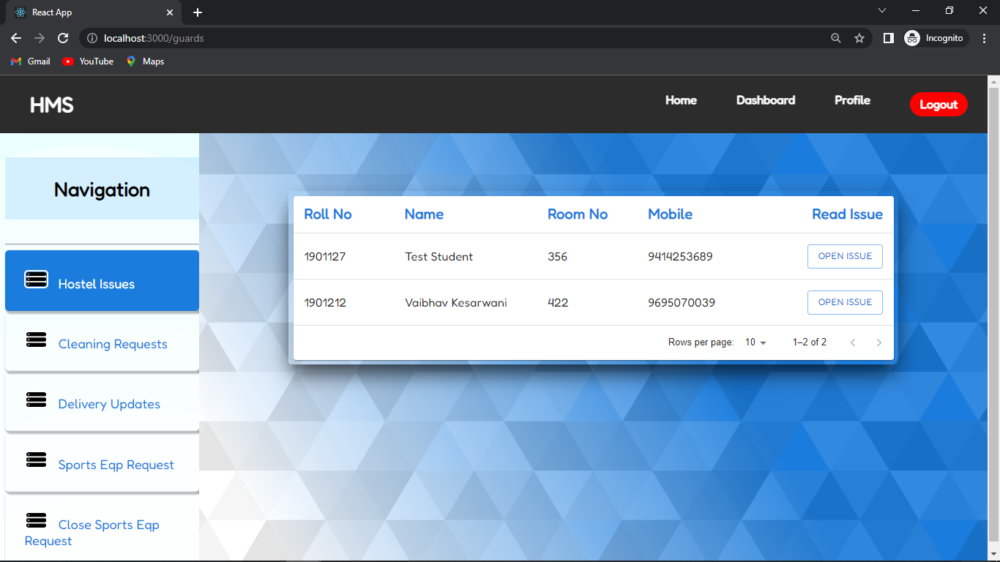 React App
localhost:3000/guards
Incognito
Gmail YouTube Maps
HMS Home Dashboard Profile Logout
Navigation
Hostel Issues
Cleaning Requests
Delivery Updates
Sports Eqp Request
Close Sports Eqp
Request
Roll No Name Room No Mobile Read Issue
1901127 Test Student 356 9414253689 OPEN ISSUE
1901212 Vaibhav Kesarwani 422 9695070039 OPEN ISSUE
Rows per page: 10 1–2 of 2